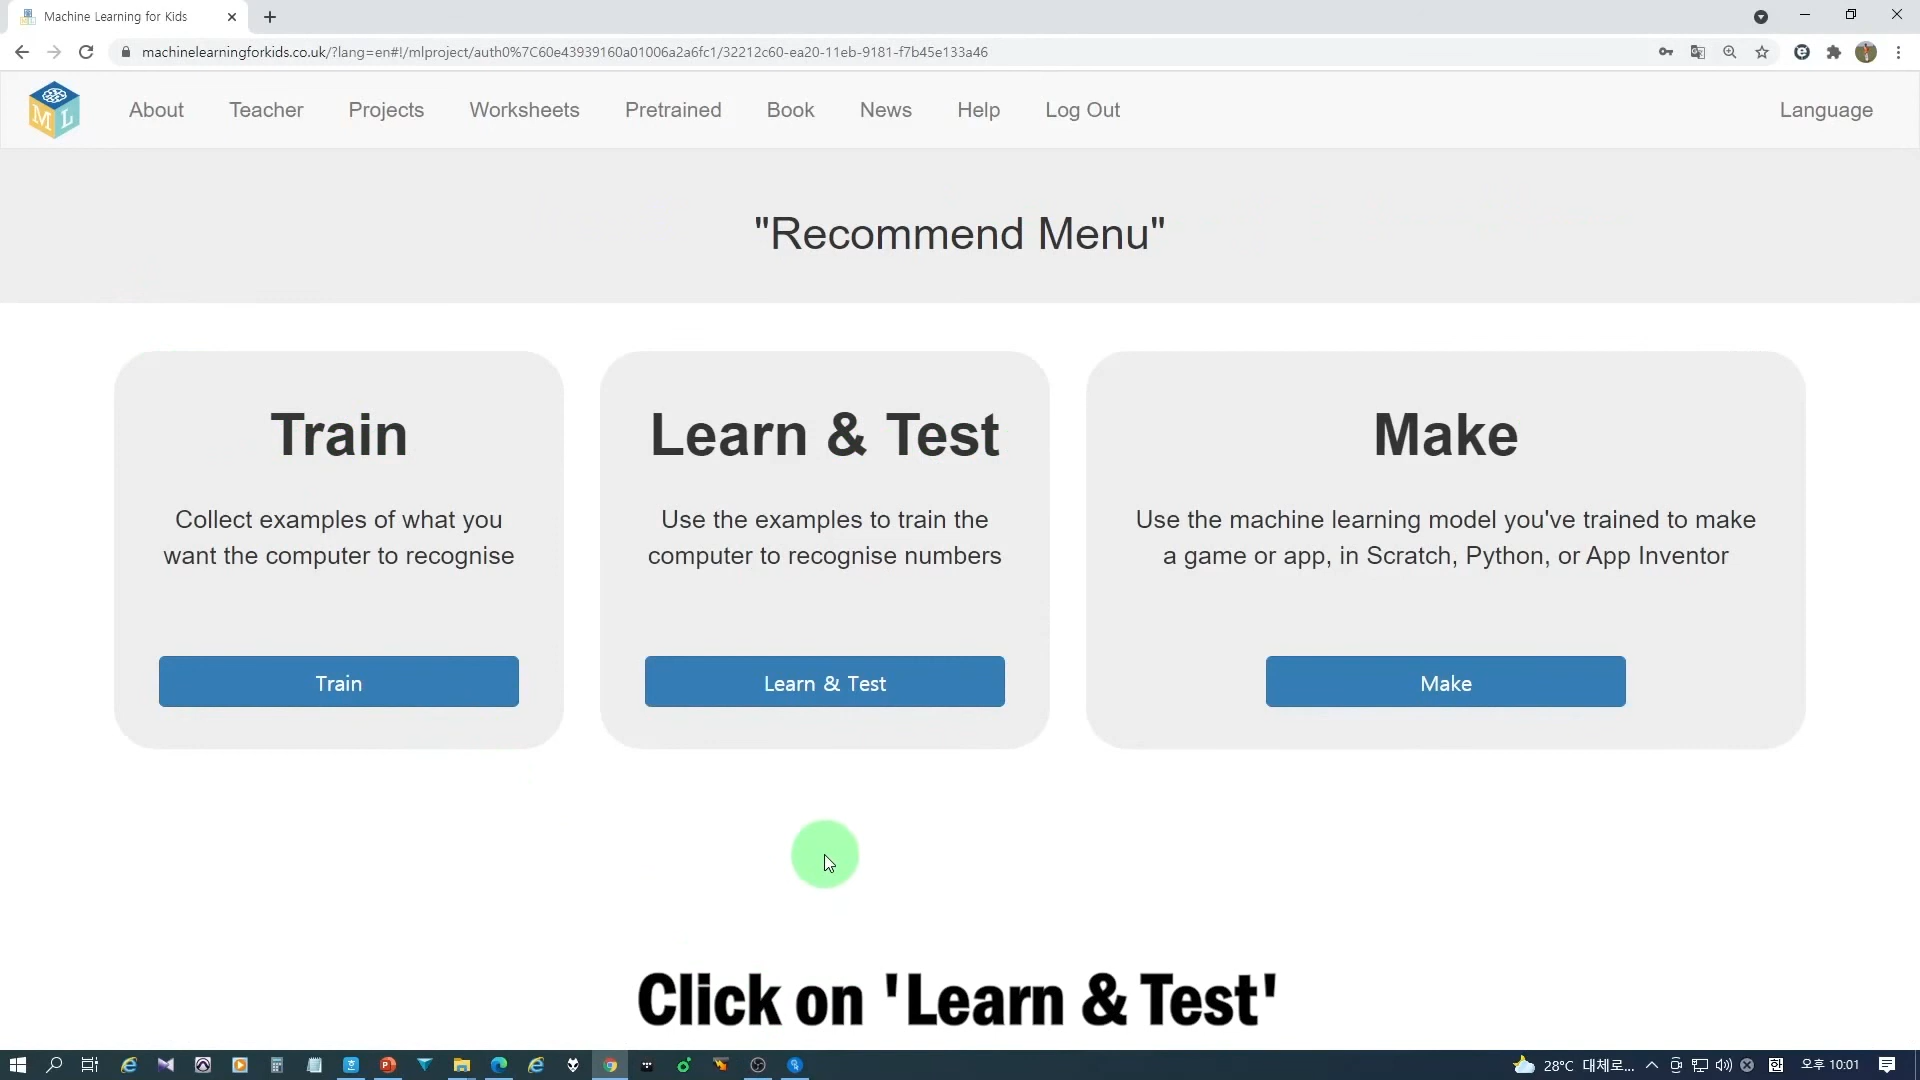 Machine Learning for Kids
machinelearningforkids.co.uk/?lang=en#!/mlproject/auth0%7C60e43939160a01006a2a6fc1/32212c60-ea20-11eb-9181-f7b45e133a46
M L
About Teacher Projects Worksheets Pretrained Book News Help Log Out Language
"Recommend Menu"
Train
Collect examples of what you
want the computer to recognise
Train
Learn & Test
Use the examples to train the
computer to recognise numbers
Learn & Test
Make
Use the machine learning model you've trained to make
a game or app, in Scratch, Python, or App Inventor
Make
Click on 'Learn & Test'
28°C 대체로... 오후 10:01